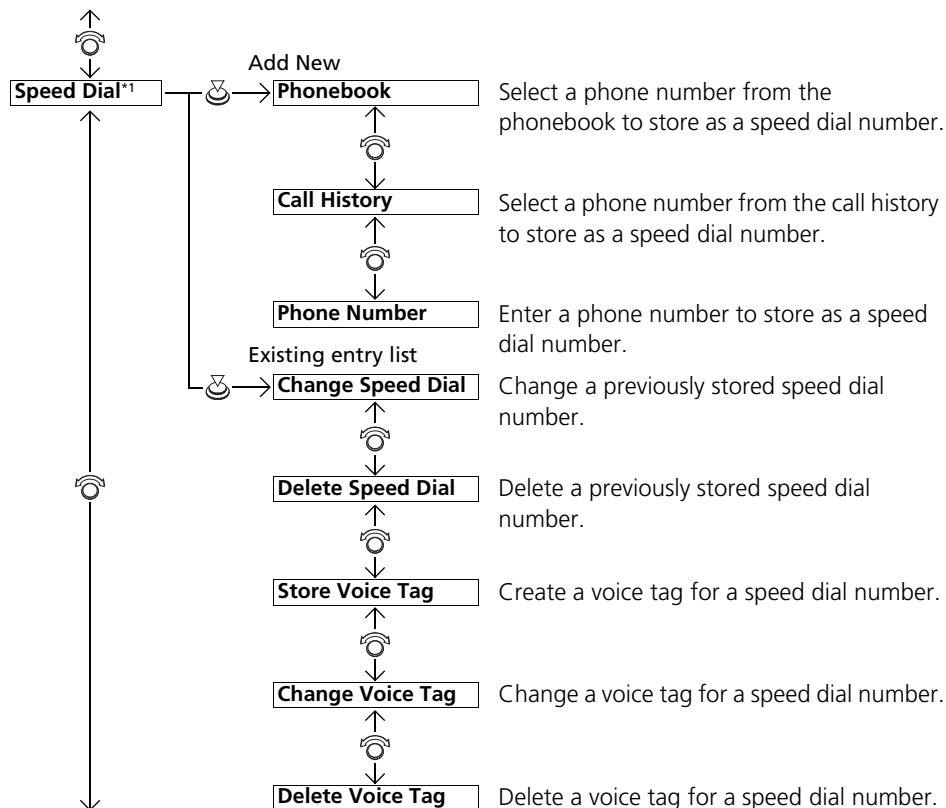 Add New
Speed Dial*1
Phonebook
Select a phone number from the
phonebook to store as a speed dial number.
Call History
Select a phone number from the call history
to store as a speed dial number.
Phone Number
Enter a phone number to store as a speed
dial number.
Existing entry list
Change Speed Dial
Change a previously stored speed dial
number.
Delete Speed Dial
Delete a previously stored speed dial
number.
Store Voice Tag
Create a voice tag for a speed dial number.
Change Voice Tag
Change a voice tag for a speed dial number.
Delete Voice Tag
Delete a voice tag for a speed dial number.